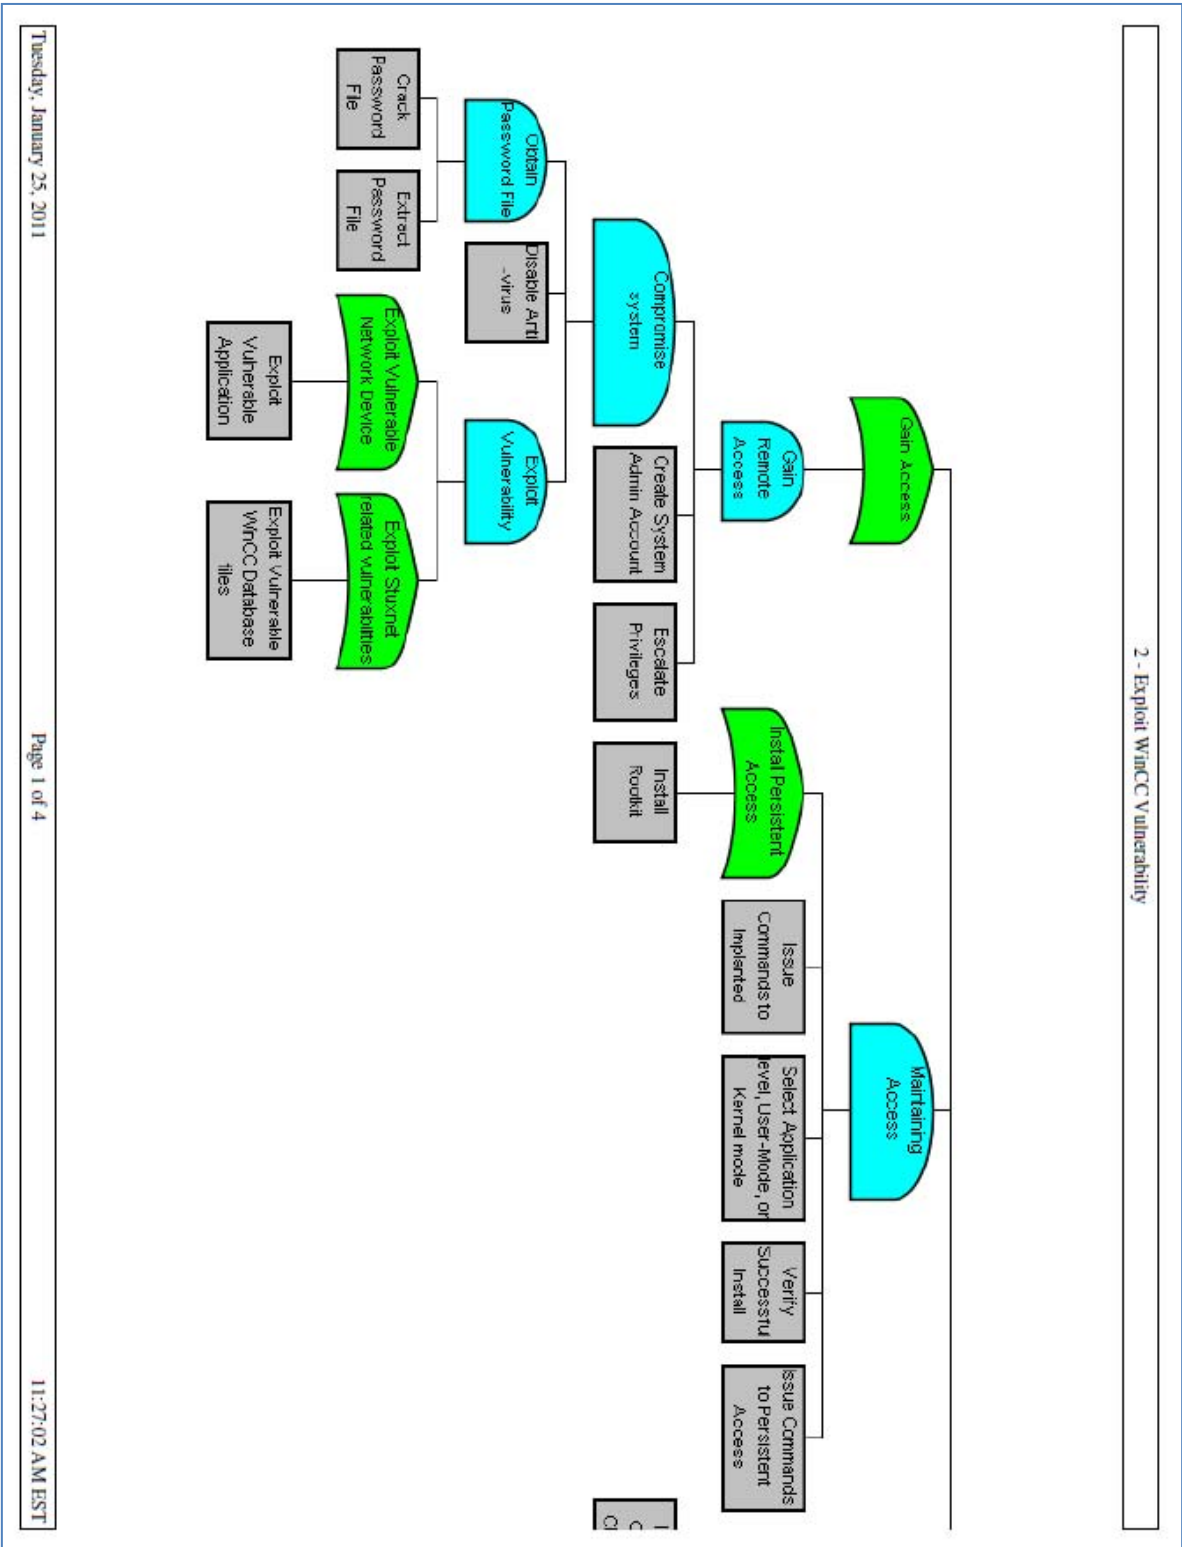 2 - Exploit WinCC Vulnerability
Gain Access
Maintaining
Access
Gain
Remote
Access
Instal Persistent
Access
Issue
Commands to
Implanted
Select Application
level, User-Mode, or
Kernel mode
Verify
Successfu
Install
Issue Commands
to Persistent
Access
Compromise
system
Create System
Admin Account
Escalate
Privileges
Install
Rootkit
Obtain
Password File
Disable Anti
-virus
Exploit
Vulnerability
Crack
Password
File
Extract
Password
File
Exploit Vulnerable
Network Device
Exploit Stuxnet
related vulnerabilities
Exploit
Vulnerable
Application
Exploit Vulnerable
WinCC Database
files
Tuesday, January 25, 2011
Page 1 of 4
11:27:02 AM EST